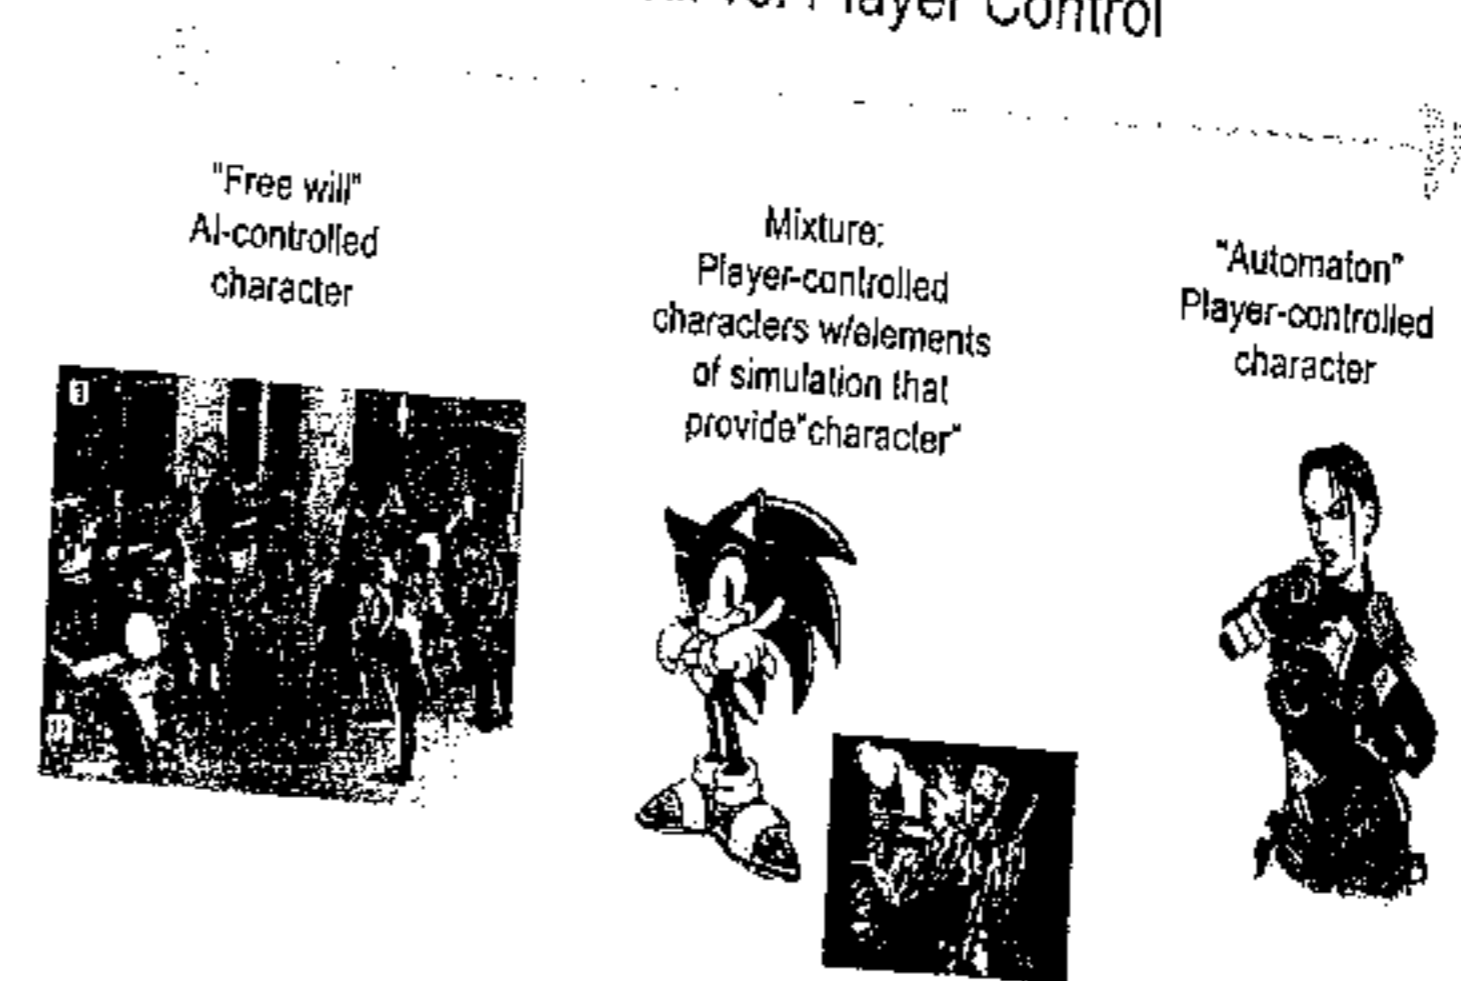 Player Control
"Free will"
AI-controlled
character
Mixture:
Player-controlled
characters w/elements
of simulation that
provide"character"
"Automaton"
Player-controlled
character